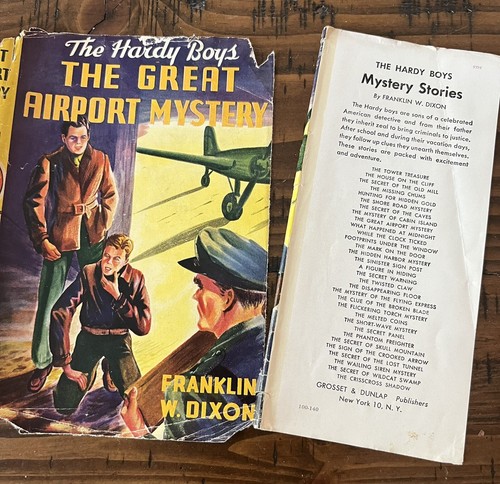 The Hardy Boys
THE GREAT
AIRPORT MYSTERY
FRANKLIN
W. DIXON
THE HARDY BOYS
Mystery Stories
By FRANKLIN W. DIXON
The Hardy boys are sons of a celebrated
American detective and from their father
they inherit zeal to bring criminals to justice.
After school and during their vacation days,
they follow up clues they unearth themselves.
These stories are packed with excitement
and adventure.
THE TOWER TREASURE
THE HOUSE ON THE CLIFF
THE SECRET OF THE OLD MILL
THE MISSING CHUMS
HUNTING FOR HIDDEN GOLD
THE SHORE ROAD MYSTERY
THE SECRET OF THE CAVES
THE MYSTERY OF CABIN ISLAND
THE GREAT AIRPORT MYSTERY
WHAT HAPPENED AT MIDNIGHT
WHILE THE CLOCK TICKED
FOOTPRINTS UNDER THE WINDOW
THE MARK ON THE DOOR
THE HIDDEN HARBOR MYSTERY
THE SINISTER SIGN POST
A FIGURE IN HIDING
THE SECRET WARNING
THE TWISTED CLAW
THE DISAPPEARING FLOOR
THE MYSTERY OF THE FLYING EXPRESS
THE CLUE OF THE BROKEN BLADE
THE FLICKERING TORCH MYSTERY
THE MELTED COINS
THE SHORT-WAVE MYSTERY
THE SECRET PANEL
THE PHANTOM FREIGHTER
THE SECRET OF SKULL MOUNTAIN
THE SIGN OF THE CROOKED ARROW
THE SECRET OF THE LOST TUNNEL
THE WAILING SIREN MYSTERY
THE SECRET OF WILDCAT SWAMP
THE CRISSCROSS SHADOW
GROSSET & DUNLAP Publishers
New York 10, N. Y.
100-148